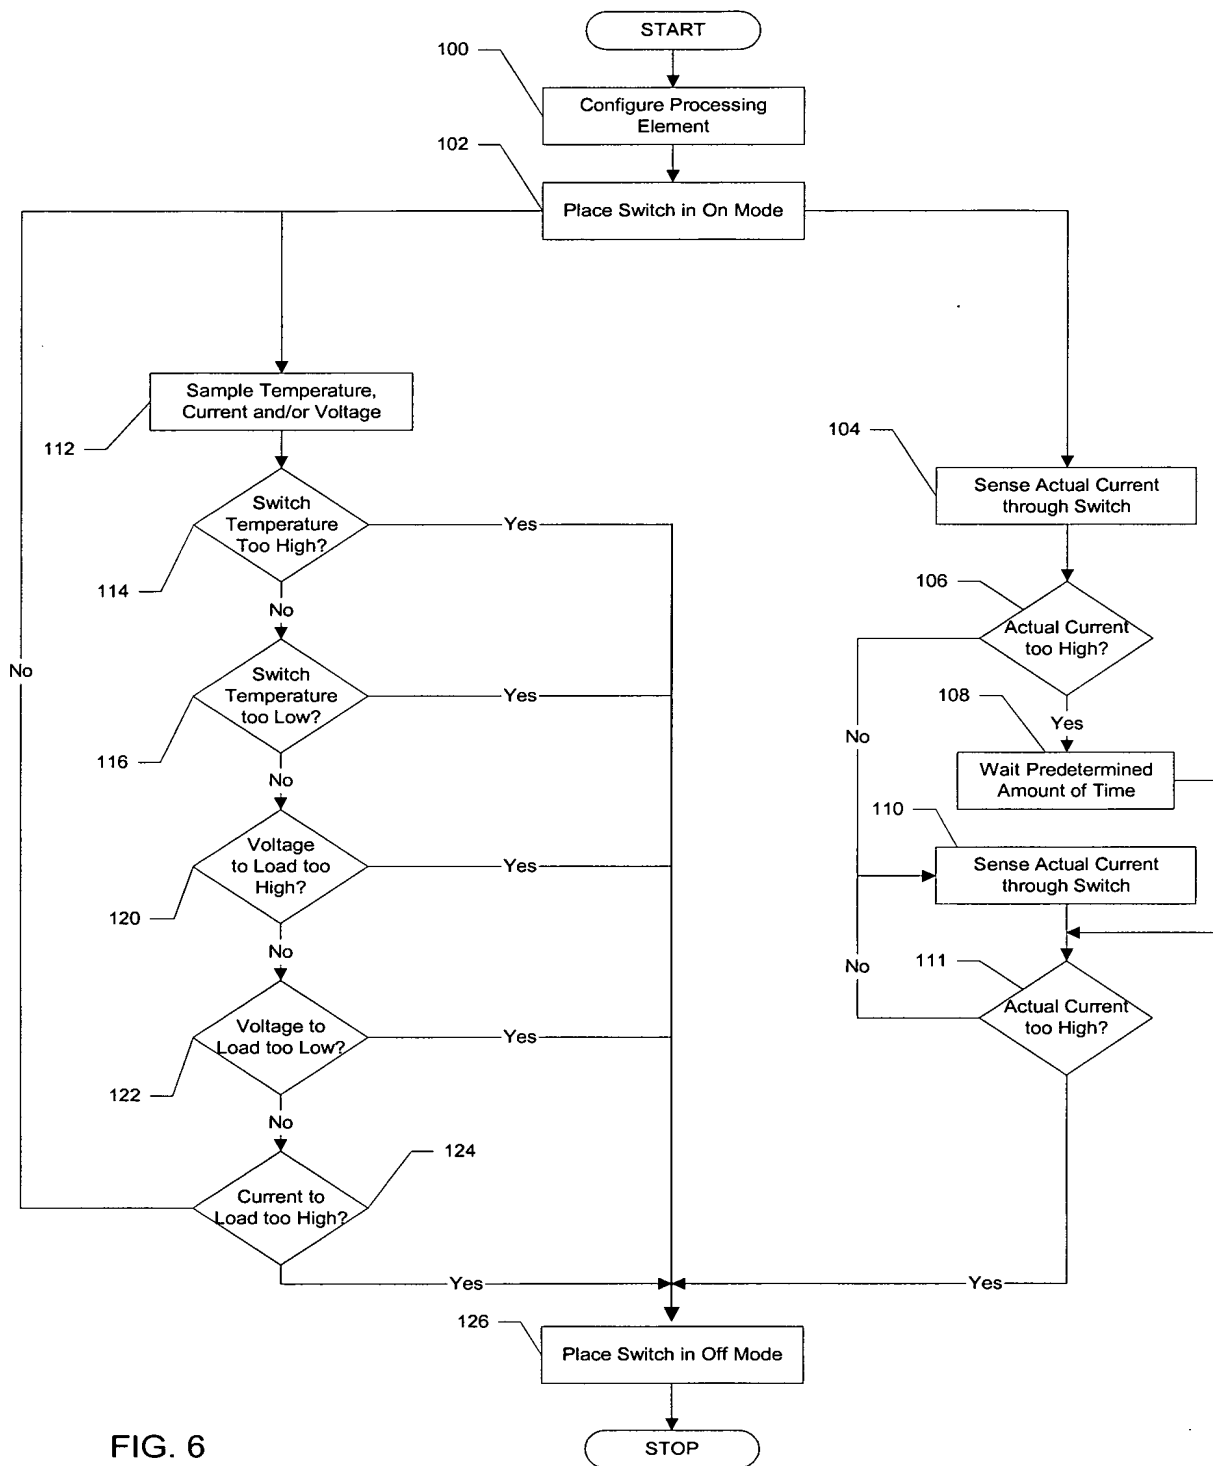 START
100
Configure Processing
Element
102
Place Switch in On Mode
Sample Temperature,
Current and/or Voltage
112
104
Sense Actual Current
through Switch
Switch
Temperature
Too High?
Yes
114
No
106
Actual Current
too High?
No
Switch
Temperature
too Low?
Yes
116
No
108
Yes
No
Wait Predetermined
Amount of Time
110
Voltage
to Load too
High?
Yes
120
No
Sense Actual Current
through Switch
No
111
Actual Current
too High?
Voltage to
Load too Low?
Yes
122
No
124
Current to
Load too High?
Yes
Yes
126
Place Switch in Off Mode
STOP
FIG. 6